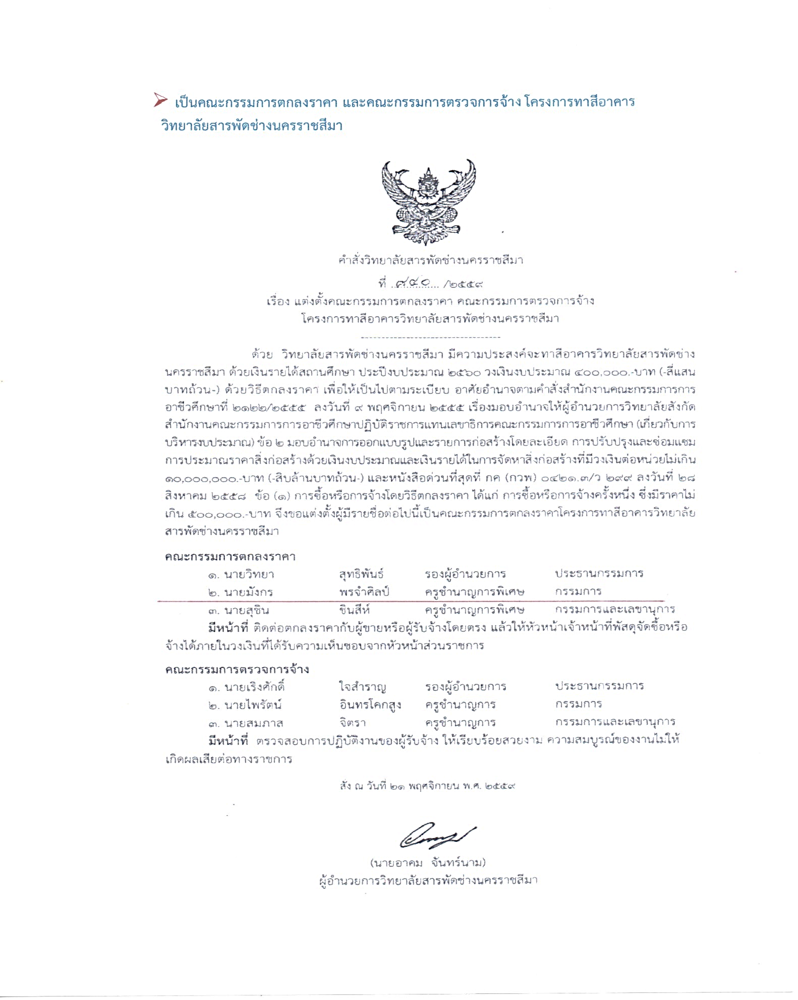 เป็นคณะกรรมการตกลงราคา และคณะกรรมการตรวจการจ้าง โครงการทาสีอาคาร
วิทยาลัยสารพัดช่างนครราชสีมา
คำสั่งวิทยาลัยสารพัดช่างนครราชสีมา
ที่ ...๘๔๐... /๒๕๕๙
เรื่อง แต่งตั้งคณะกรรมการตกลงราคา คณะกรรมการตรวจการจ้าง
โครงการทาสีอาคารวิทยาลัยสารพัดช่างนครราชสีมา
----------------------------------
ด้วย วิทยาลัยสารพัดช่างนครราชสีมา มีความประสงค์จะทาสีอาคารวิทยาลัยสารพัดช่าง
นครราชสีมา ด้วยเงินรายได้สถานศึกษา ประปีงบประมาณ ๒๕๖๐ วงเงินงบประมาณ ๔๐๐,๐๐๐.-บาท (-สี่แสน
บาทถ้วน-) ด้วยวิธีตกลงราคา เพื่อให้เป็นไปตามระเบียบ อาศัยอำนาจตามคำสั่งสำนักงานคณะกรรมการการ
อาชีวศึกษาที่ ๒๑๒๒/๒๕๕๕ ลงวันที่ ๙ พฤศจิกายน ๒๕๕๕ เรื่องมอบอำนาจให้ผู้อำนวยการวิทยาลัยสังกัด
สำนักงานคณะกรรมการการอาชีวศึกษาปฏิบัติราชการแทนเลขาธิการคณะกรรมการการอาชีวศึกษา (เกี่ยวกับการ
บริหารงบประมาณ) ข้อ ๒ มอบอำนาจการออกแบบรูปและรายการก่อสร้างโดยละเอียด การปรับปรุงและซ่อมแซม
การประมาณราคาสิ่งก่อสร้างด้วยเงินงบประมาณและเงินรายได้ในการจัดหาสิ่งก่อสร้างที่มีวงเงินต่อหน่วยไม่เกิน
๑๐,๐๐๐,๐๐๐.-บาท (-สิบล้านบาทถ้วน-) และหนังสือด่วนที่สุดที่ กค (กวพ) ๐๔๒๑.๓/ว ๒๙๙ ลงวันที่ ๒๘
สิงหาคม ๒๕๕๘ ข้อ (๑) การซื้อหรือการจ้างโดยวิธีตกลงราคา ได้แก่ การซื้อหรือการจ้างครั้งหนึ่ง ซึ่งมีราคาไม่
เกิน ๕๐๐,๐๐๐.-บาท จึงขอแต่งตั้งผู้มีรายชื่อต่อไปนี้เป็นคณะกรรมการตกลงราคาโครงการทาสีอาคารวิทยาลัย
สารพัดช่างนครราชสีมา
คณะกรรมการตกลงราคา
๑. นายวิทยา สุทธิพันธ์ รองผู้อำนวยการ ประธานกรรมการ
๒. นายมังกร พรจำศิลป์ ครูชำนาญการพิเศษ กรรมการ
๓. นายสุชิน ชินสีห์ ครูชำนาญการพิเศษ กรรมการและเลขานุการ
มีหน้าที่ ติดต่อตกลงราคากับผู้ขายหรือผู้รับจ้างโดยตรง แล้วให้หัวหน้าเจ้าหน้าที่พัสดุจัดซื้อหรือ
จ้างได้ภายในวงเงินที่ได้รับความเห็นชอบจากหัวหน้าส่วนราชการ
คณะกรรมการตรวจการจ้าง
๑. นายเริงศักดิ์ ใจสำราญ รองผู้อำนวยการ ประธานกรรมการ
๒. นายไพรัตน์ อินทรโคกสูง ครูชำนาญการ กรรมการ
๓. นายสมภาส จิตรา ครูชำนาญการ กรรมการและเลขานุการ
มีหน้าที่ ตรวจสอบการปฏิบัติงานของผู้รับจ้าง ให้เรียบร้อยสวยงาม ความสมบูรณ์ของงานไม่ให้
เกิดผลเสียต่อทางราชการ
สั่ง ณ วันที่ ๒๑ พฤศจิกายน พ.ศ. ๒๕๕๙
(นายอาคม จันทร์นาม)
ผู้อำนวยการวิทยาลัยสารพัดช่างนครราชสีมา